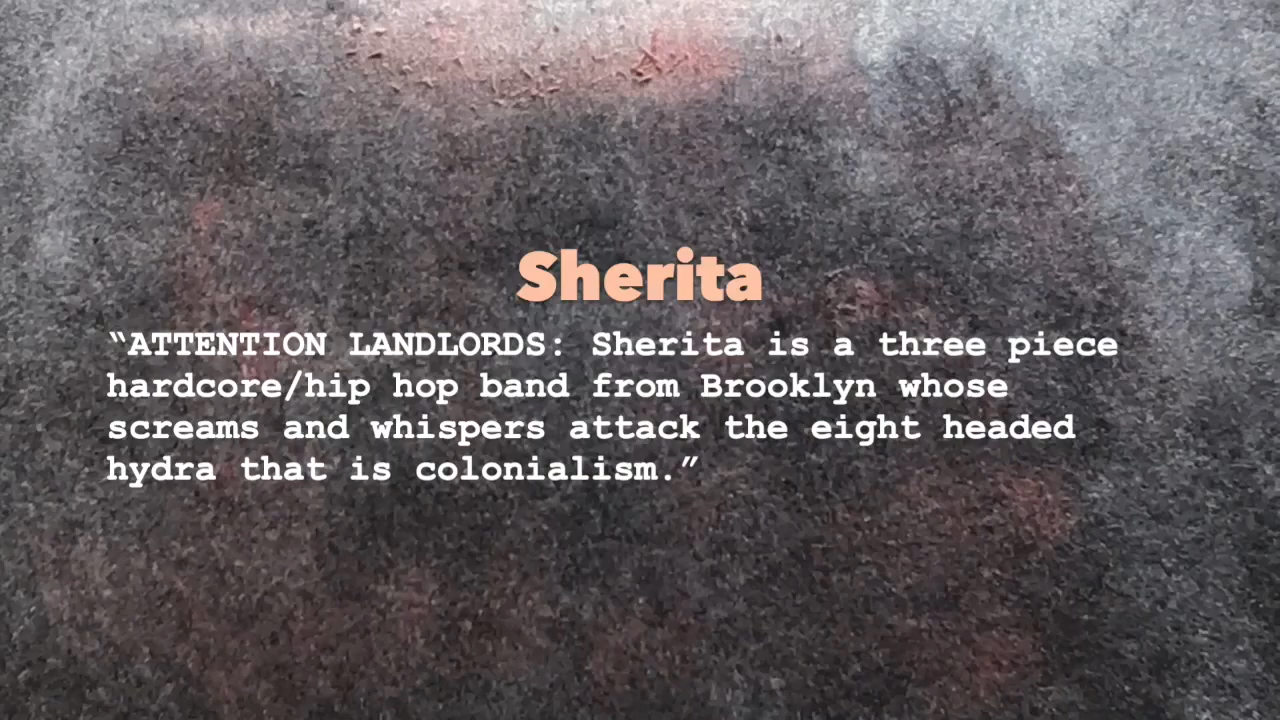 Sherita
“ATTENTION LANDLORDS: Sherita is a three piece
hardcore/hip hop band from Brooklyn whose
screams and whispers attack the eight headed
hydra that is colonialism.”